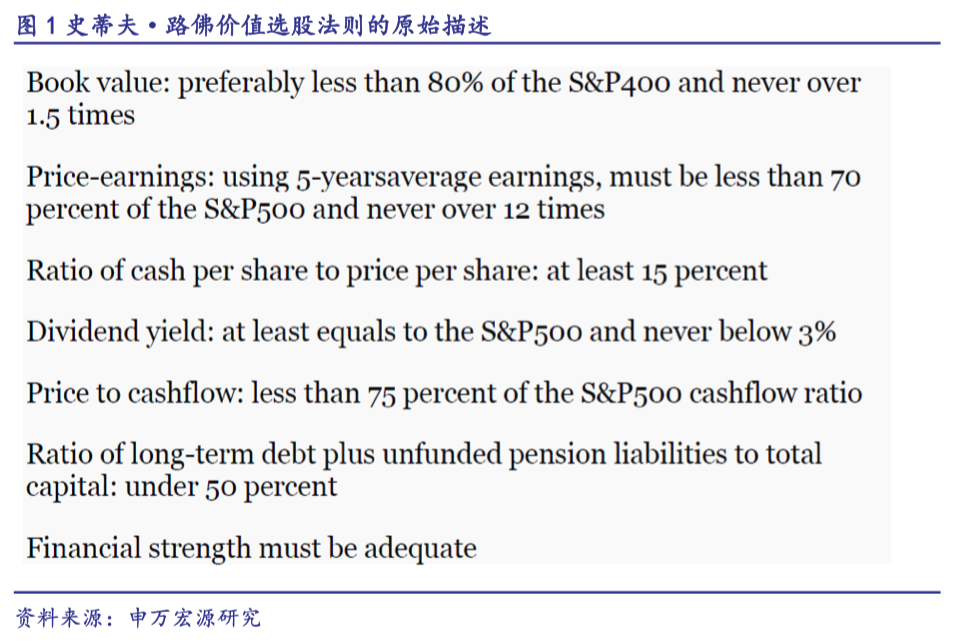 图 1 史蒂夫·路佛价值选股法则的原始描述
Book value: preferably less than 80% of the S&P400 and never over
1.5 times
Price-earnings: using 5-yearsaverage earnings, must be less than 70
percent of the S&P500 and never over 12 times
Ratio of cash per share to price per share: at least 15 percent
Dividend yield: at least equals to the S&P500 and never below 3%
Price to cashflow: less than 75 percent of the S&P500 cashflow ratio
Ratio of long-term debt plus unfunded pension liabilities to total
capital: under 50 percent
Financial strength must be adequate
资料来源：申万宏源研究